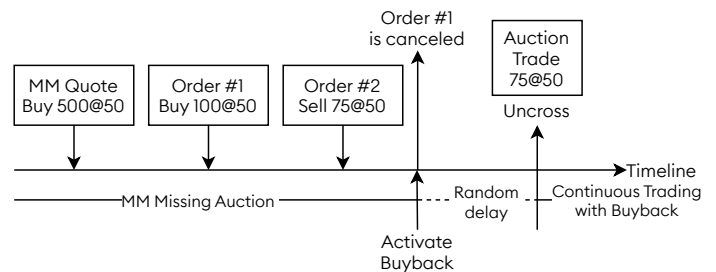 Order #1
is canceled
Auction
Trade
75@50
MM Quote
Buy 500@50
Order #1
Buy 100@50
Order #2
Sell 75@50
Uncross
Timeline
MM Missing Auction
Random
delay
Continuous Trading
with Buyback
Activate
Buyback